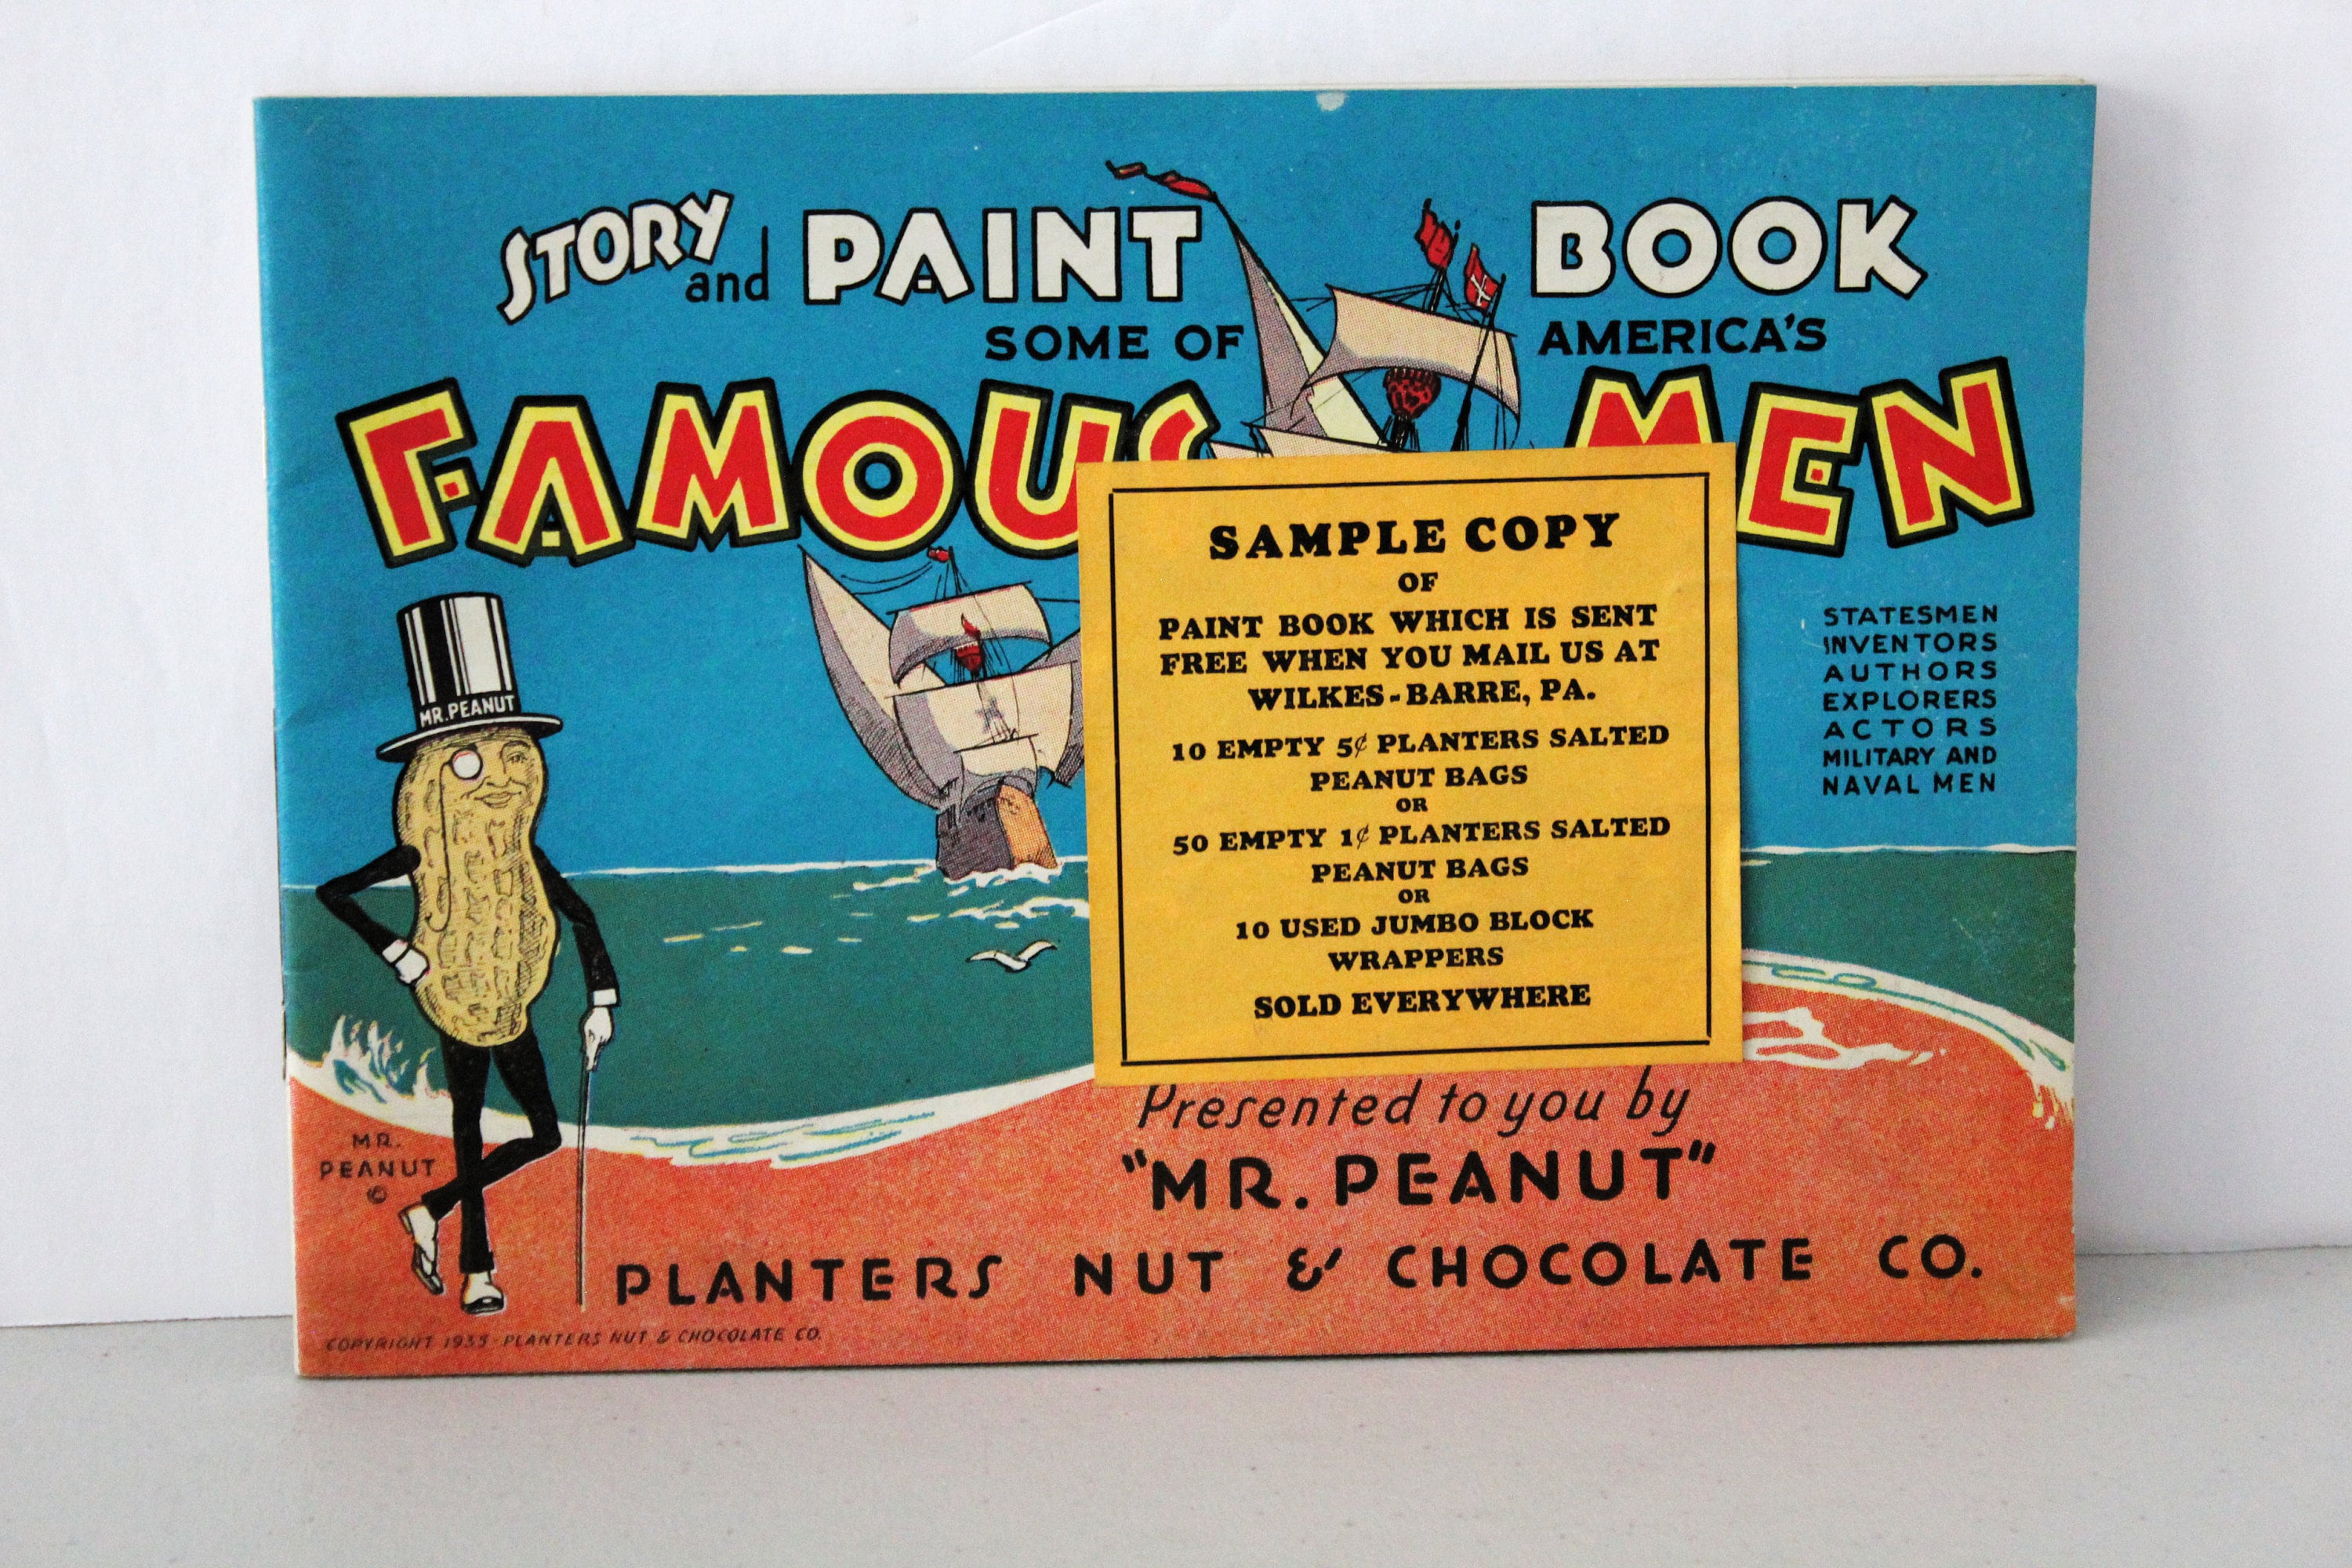 STORY and PAINT BOOK
SOME OF AMERICA'S
FAMOUS MEN
MR. PEANUT
SAMPLE COPY
OF
PAINT BOOK WHICH IS SENT
FREE WHEN YOU MAIL US AT
WILKES-BARRE, PA.
10 EMPTY 5¢ PLANTERS SALTED
PEANUT BAGS
OR
50 EMPTY 1¢ PLANTERS SALTED
PEANUT BAGS
OR
10 USED JUMBO BLOCK
WRAPPERS
SOLD EVERYWHERE
STATESMEN
INVENTORS
AUTHORS
EXPLORERS
ACTORS
MILITARY AND
NAVAL MEN
MR.
PEANUT
©
Presented to you by
"MR. PEANUT"
PLANTERS NUT & CHOCOLATE CO.
COPYRIGHT 1935-PLANTERS NUT & CHOCOLATE CO.